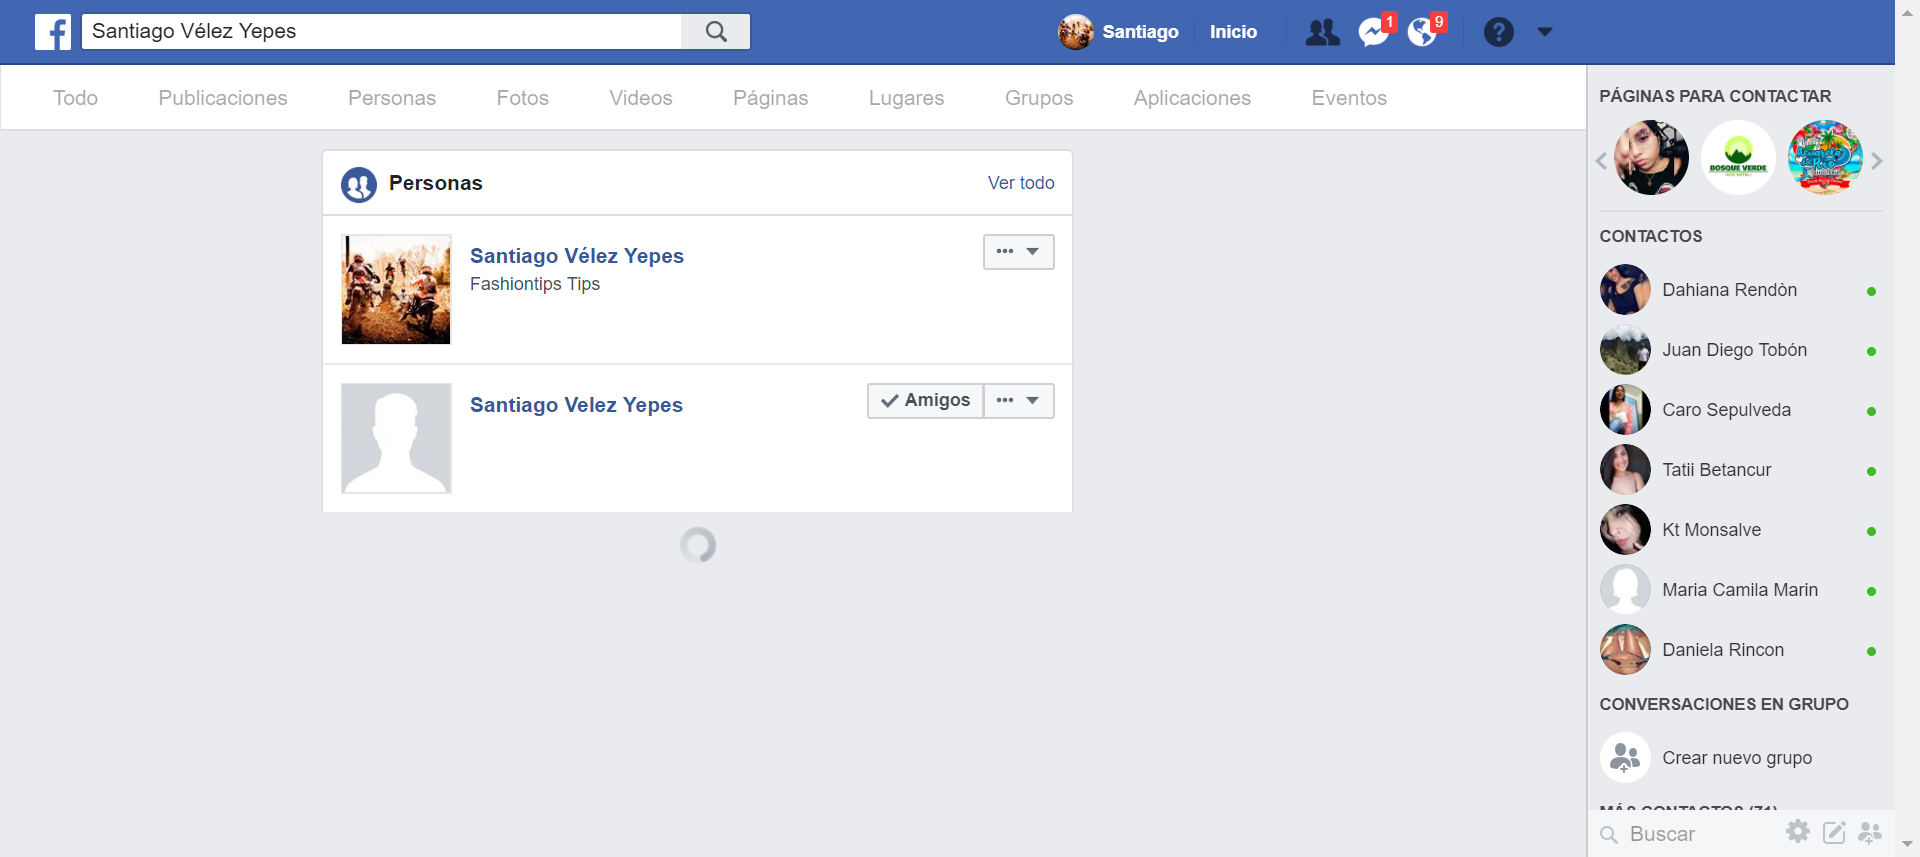 Santiago Vélez Yepes
Santiago
Inicio
1
9
Todo
Publicaciones
Personas
Fotos
Videos
Páginas
Lugares
Grupos
Aplicaciones
Eventos
Personas
Ver todo
Santiago Vélez Yepes
Fashiontips Tips
Santiago Velez Yepes
Amigos
PÁGINAS PARA CONTACTAR
BOSQUE VERDE
CONTACTOS
Dahiana Rendòn
Juan Diego Tobón
Caro Sepulveda
Tatii Betancur
Kt Monsalve
Maria Camila Marin
Daniela Rincon
CONVERSACIONES EN GRUPO
Crear nuevo grupo
MÁS CONTACTOS (71)
Buscar